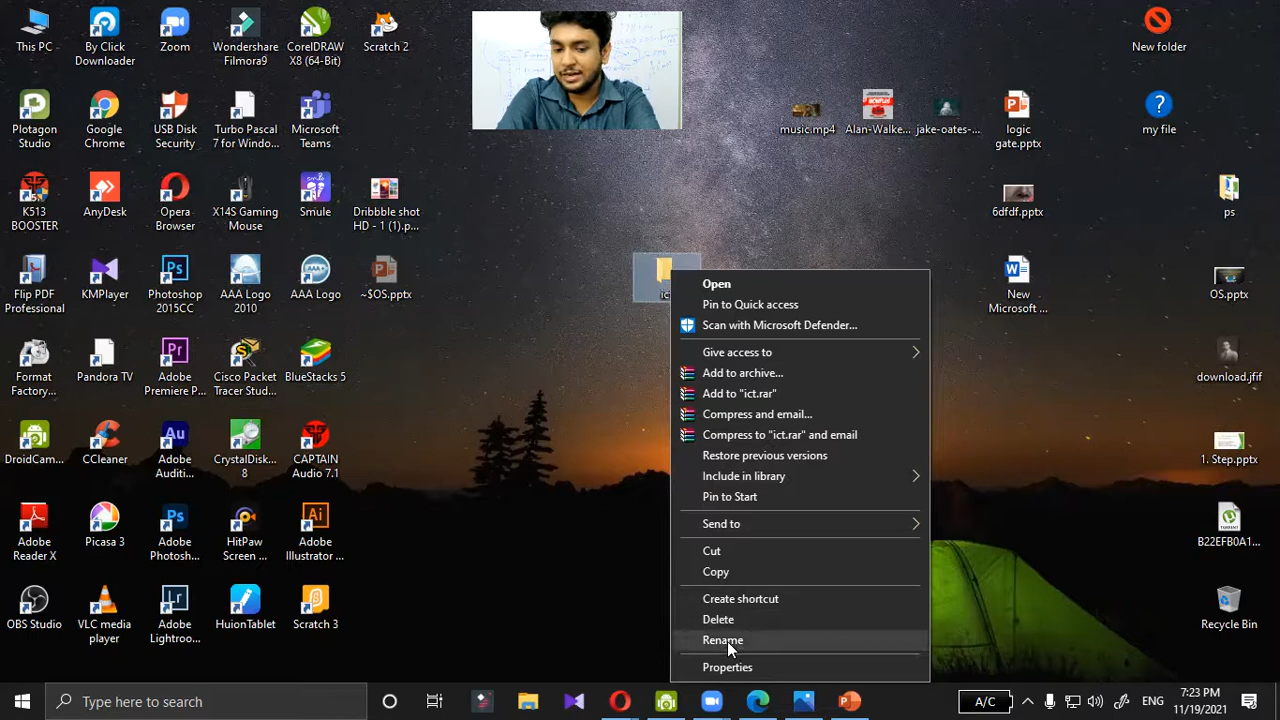 This PC
By Click
Downloader
Zoom
Wondershare
Filmora
CorelDRAW
X8 (64-Bit)
Scratch 2
New folder
Plotagon
Studio
Google
Chrome
USB Disk
Security
Turbo Pascal
7 for Windo...
Microsoft
Teams
music.mp4
Alan-Walke...
jake-oates-...
logic
gate.pptx
my file
K513
BOOSTER
AnyDesk
Opera
Browser
X14S Gaming
Mouse
Smule
Dribbble shot
HD - 1 (1).p...
6dfdf.pptx
ps
Flip PDF
Professional
KMPlayer
Photoshop
2015CC
AAA Logo
2010
AAA Logo
~$OS.pptx
New
Microsoft ...
OS.pptx
Format
Factory...
Pandora TV
Adobe
Premiere P...
Cisco Packet
Tracer Stud...
BlueStacks 5
download.jfif
DroidCam...
CCleaner
Adobe
Auditi...
CrystalDisk...
8
CAPTAIN
Audio 7.1
1. Step.pptx
Adobe
Reader X
Picasa 3
Adobe
Photosh...
HitPaw
Screen ...
Adobe
Illustrator ...
B22EFB0A1...
OBS Studio
VLC media
player
Adobe
Lightroo...
HuionTablet
Scratch 3
Recycle Bin
Open
Pin to Quick access
Scan with Microsoft Defender...
Give access to
Add to archive...
Add to "ict.rar"
Compress and email...
Compress to "ict.rar" and email
Restore previous versions
Include in library
Pin to Start
Send to
Cut
Copy
Create shortcut
Delete
Rename
Properties
Type here to search
A/C
ENG
7:23 PM
11/19/2021